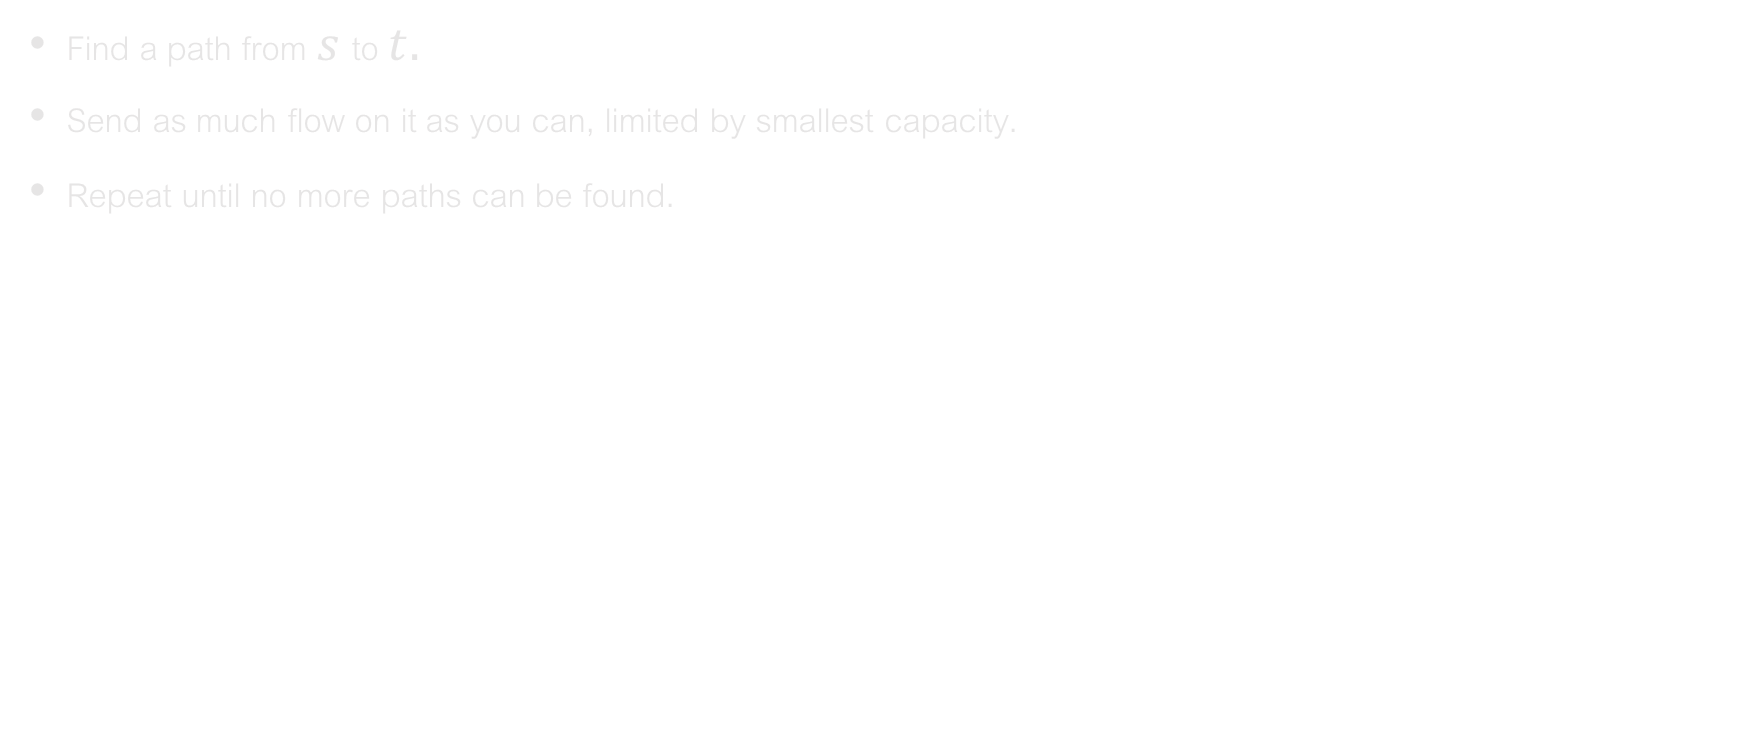 • Find a path from s to t.
• Send as much flow on it as you can, limited by smallest capacity.
• Repeat until no more paths can be found.